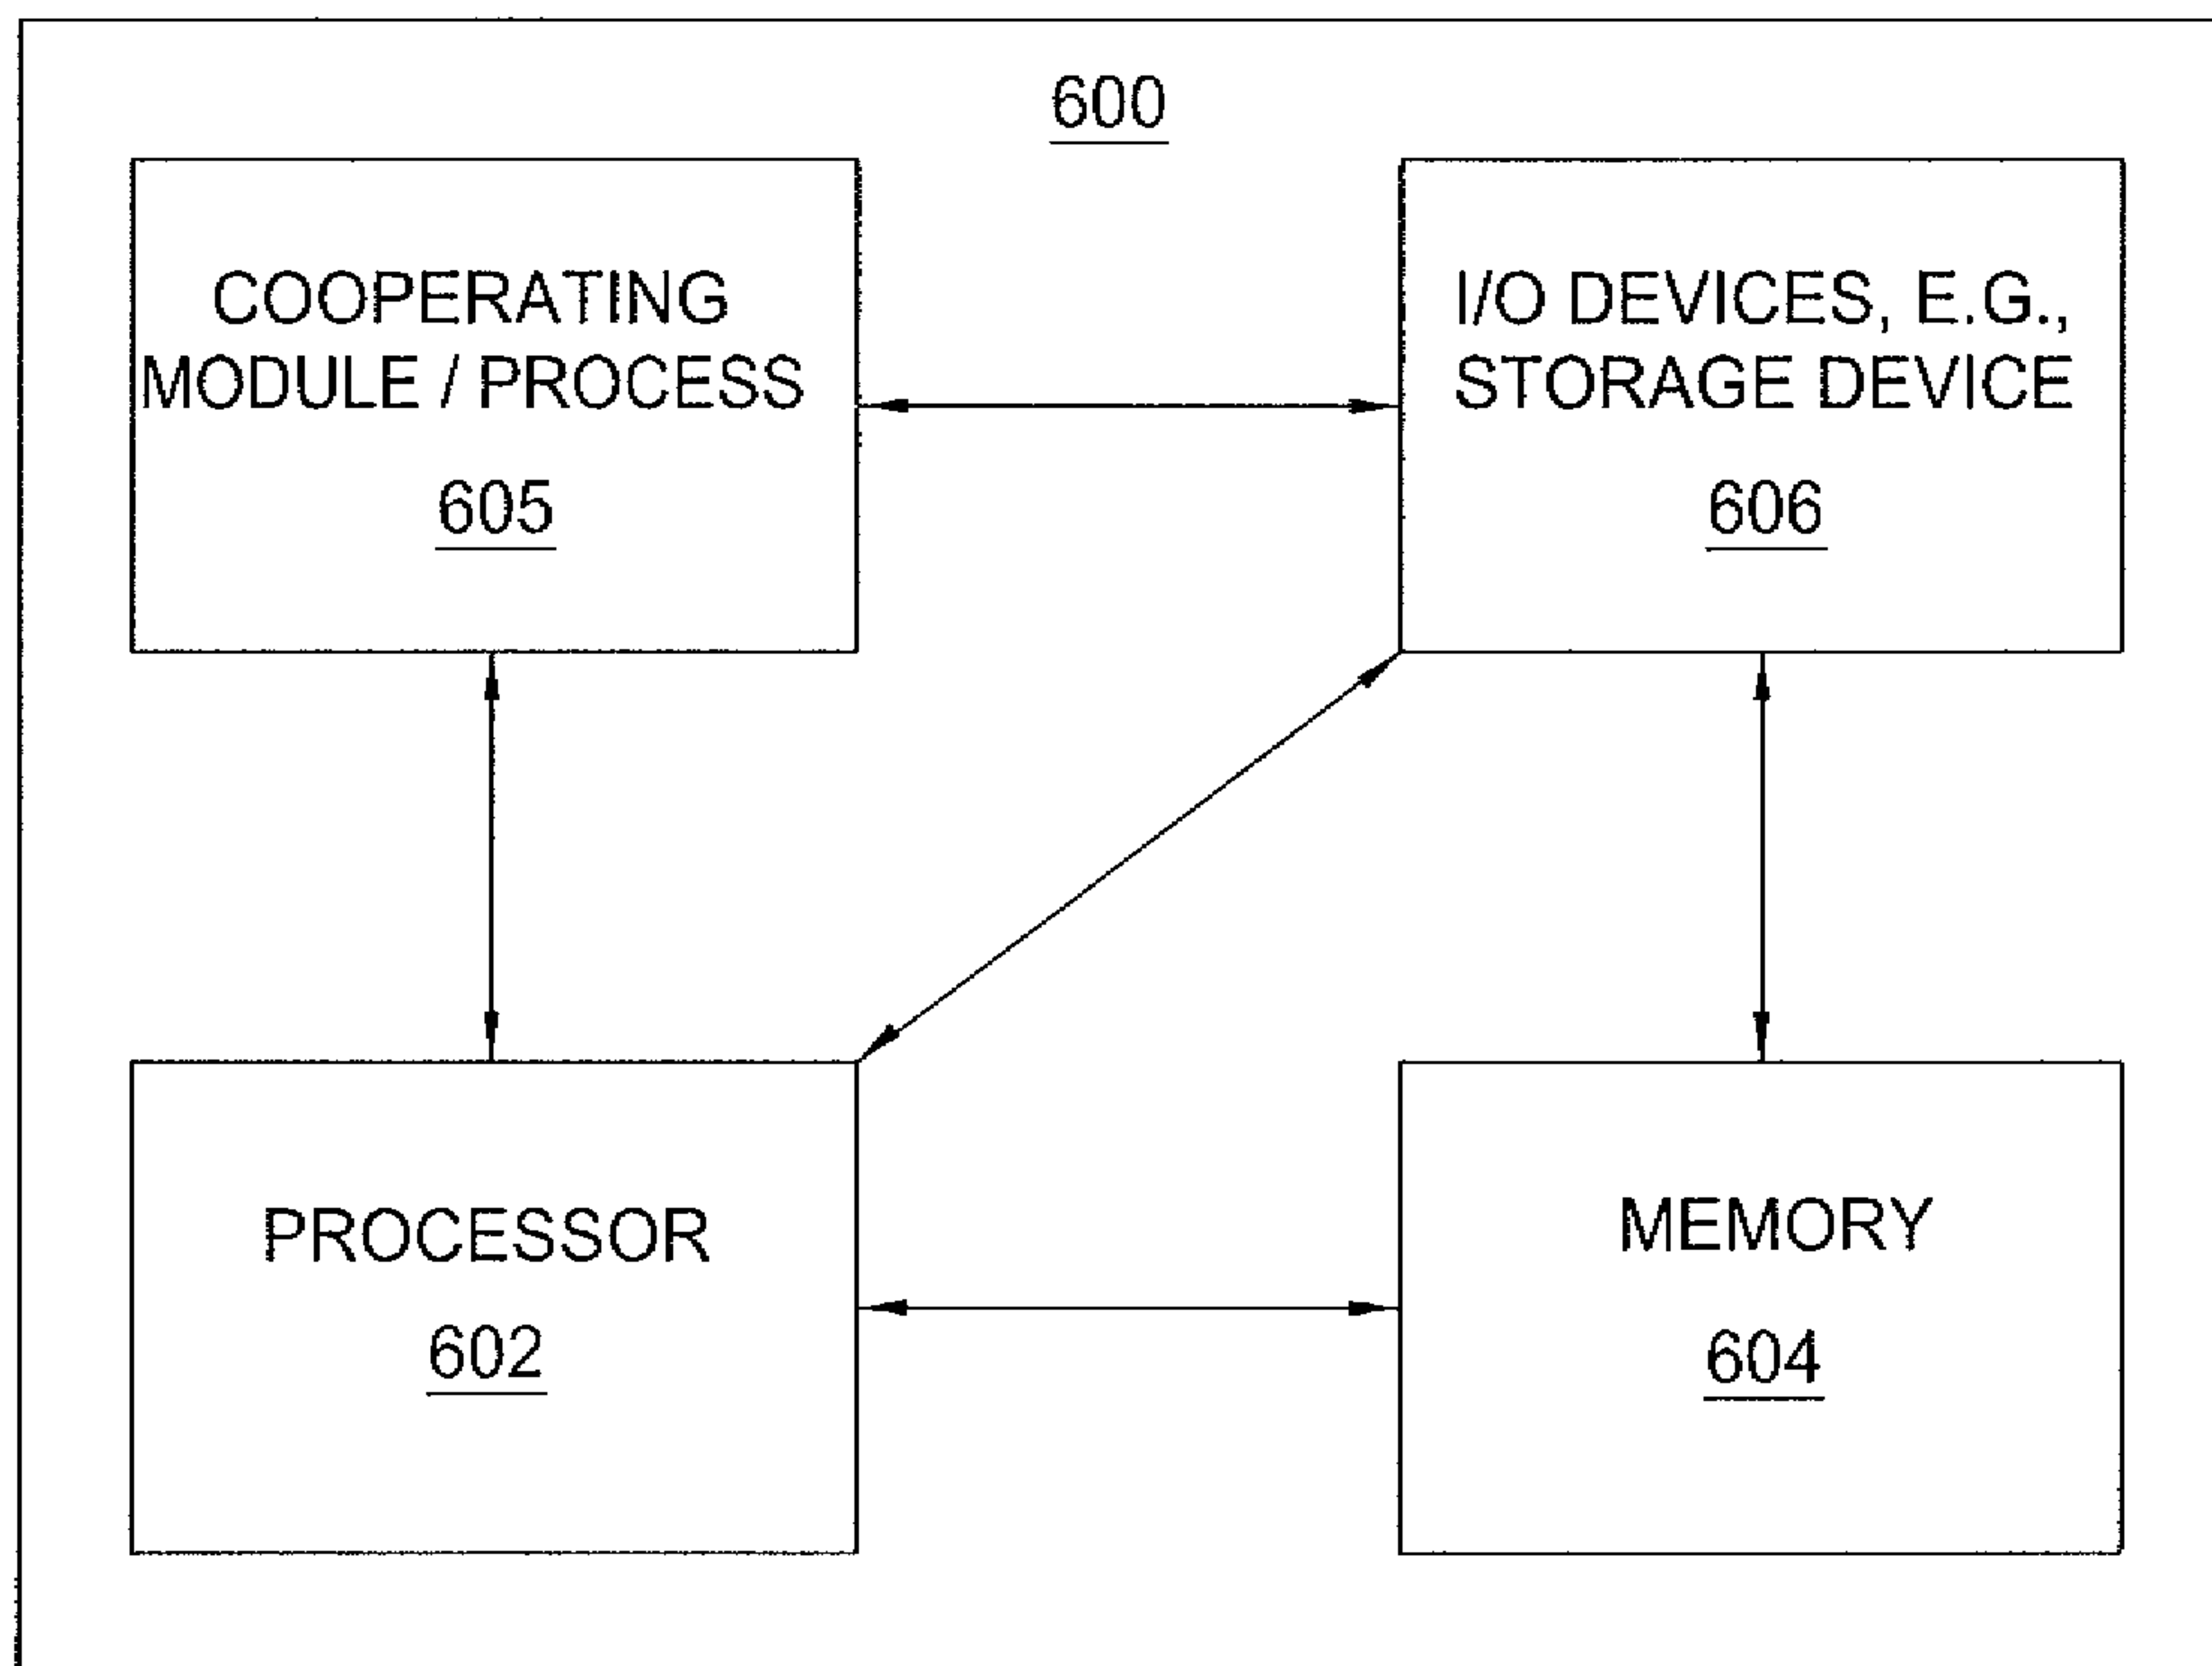 600
COOPERATING
MODULE / PROCESS
605
I/O DEVICES, E.G.,
STORAGE DEVICE
606
PROCESSOR
602
MEMORY
604